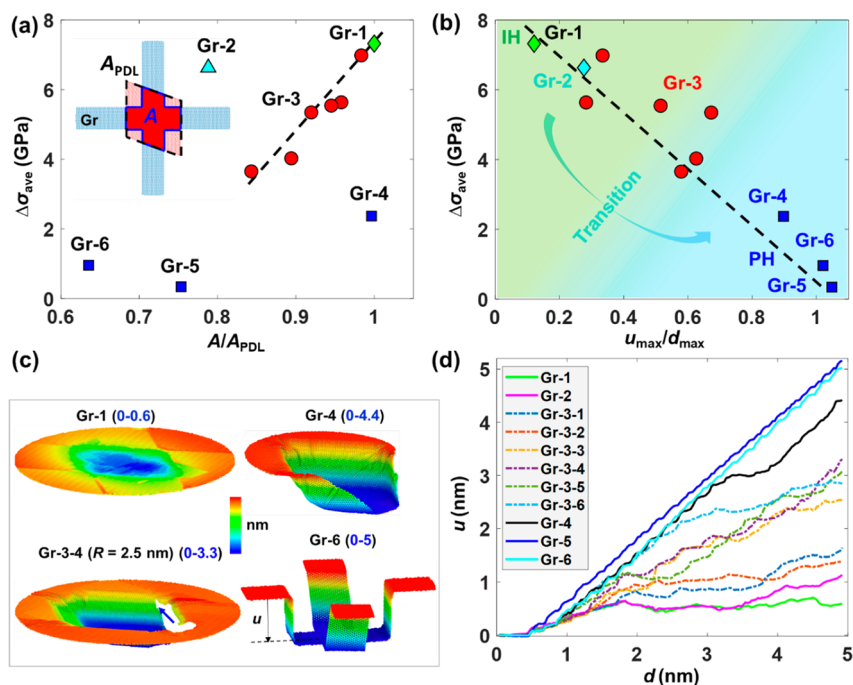 (a)
8
6
4
2
0
Δσave (GPa)
0.6
0.7
0.8
0.9
1
A/APDL
APDL
A
Gr
Gr-2
Gr-1
Gr-3
Gr-4
Gr-6
Gr-5
(b)
8
6
4
2
0
Δσave (GPa)
0
0.2
0.4
0.6
0.8
1
umax/dmax
IH
Gr-1
Gr-2
Gr-3
Transition
Gr-4
Gr-6
PH
Gr-5
(c)
Gr-1 (0-0.6)
Gr-4 (0-4.4)
nm
Gr-3-4 (R = 2.5 nm) (0-3.3)
Gr-6 (0-5)
u
(d)
5
4
3
2
1
0
u (nm)
0
1
2
3
4
5
d (nm)
Gr-1
Gr-2
Gr-3-1
Gr-3-2
Gr-3-3
Gr-3-4
Gr-3-5
Gr-3-6
Gr-4
Gr-5
Gr-6